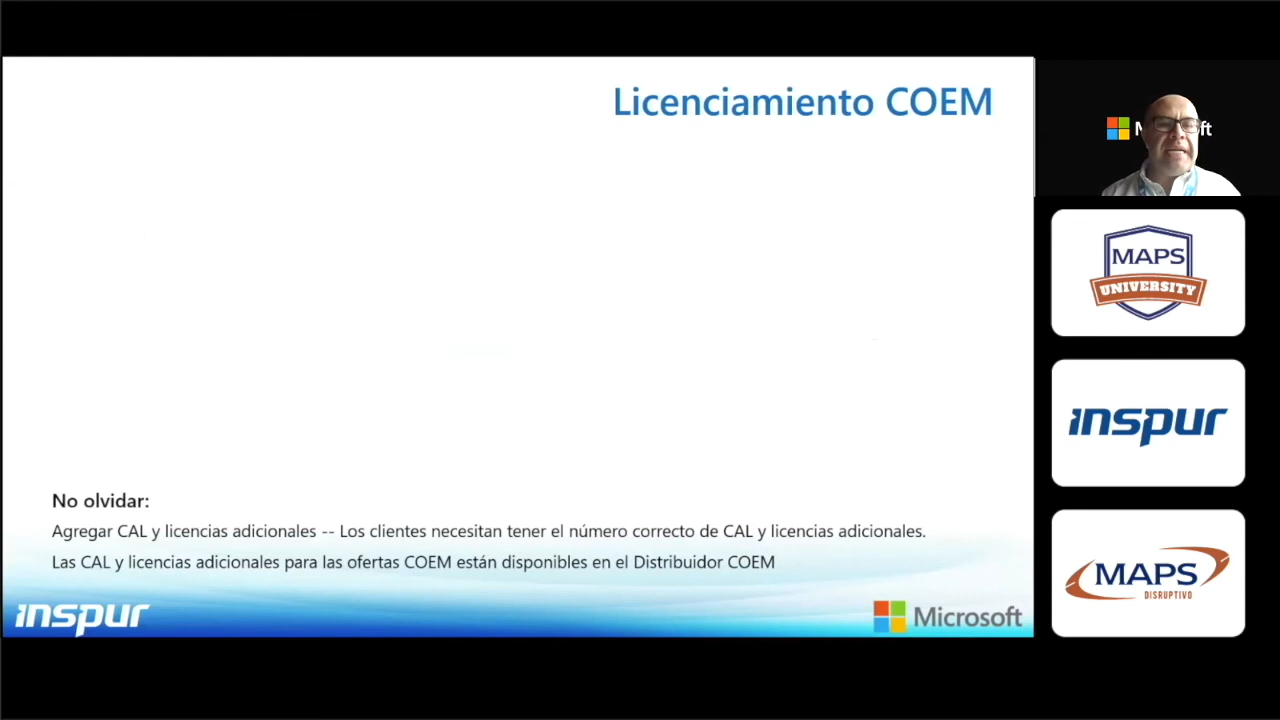 Licenciamiento COEM
No olvidar:
Agregar CAL y licencias adicionales -- Los clientes necesitan tener el número correcto de CAL y licencias adicionales.
Las CAL y licencias adicionales para las ofertas COEM están disponibles en el Distribuidor COEM
inspur
Microsoft
MAPS
UNIVERSITY
inspur
MAPS
DISRUPTIVO